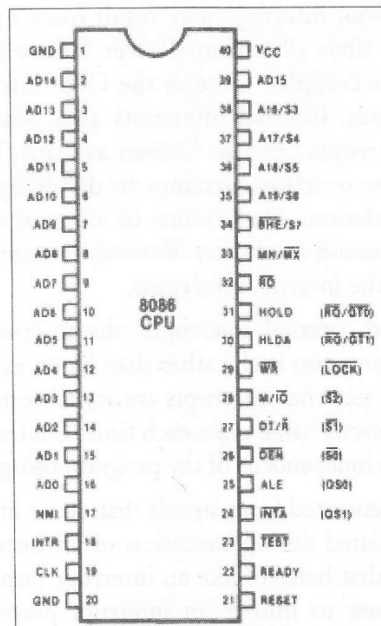 GND 1 40 VCC
AD14 2 39 AD15
AD13 3 38 A16/S3
AD12 4 37 A17/S4
AD11 5 36 A18/S5
AD10 6 35 A19/S6
AD9 7 34 BHE/S7
AD8 8 33 MN/MX
AD7 9 32 RD
8086
CPU
AD6 10 31 HOLD (RQ/GT0)
AD5 11 30 HLDA (RQ/GT1)
AD4 12 29 WR (LOCK)
AD3 13 28 M/IO (S2)
AD2 14 27 DT/R (S1)
AD1 15 26 DEN (S0)
AD0 16 25 ALE (QS0)
NMI 17 24 INTA (QS1)
INTR 18 23 TEST
CLK 19 22 READY
GND 20 21 RESET